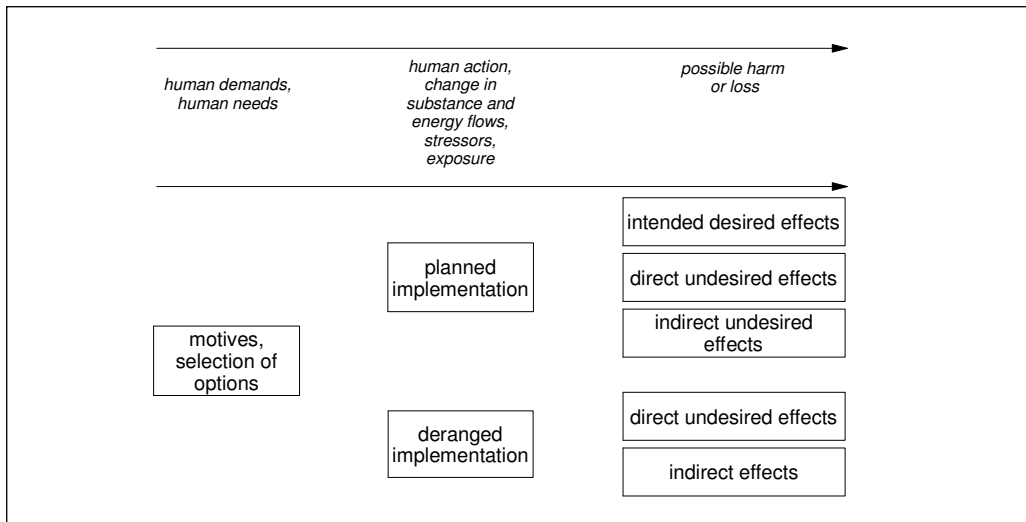 human demands,
human needs
human action,
change in
substance and
energy flows,
stressors,
exposure
possible harm
or loss
motives,
selection of
options
planned
implementation
intended desired effects
direct undesired effects
indirect undesired
effects
deranged
implementation
direct undesired effects
indirect effects